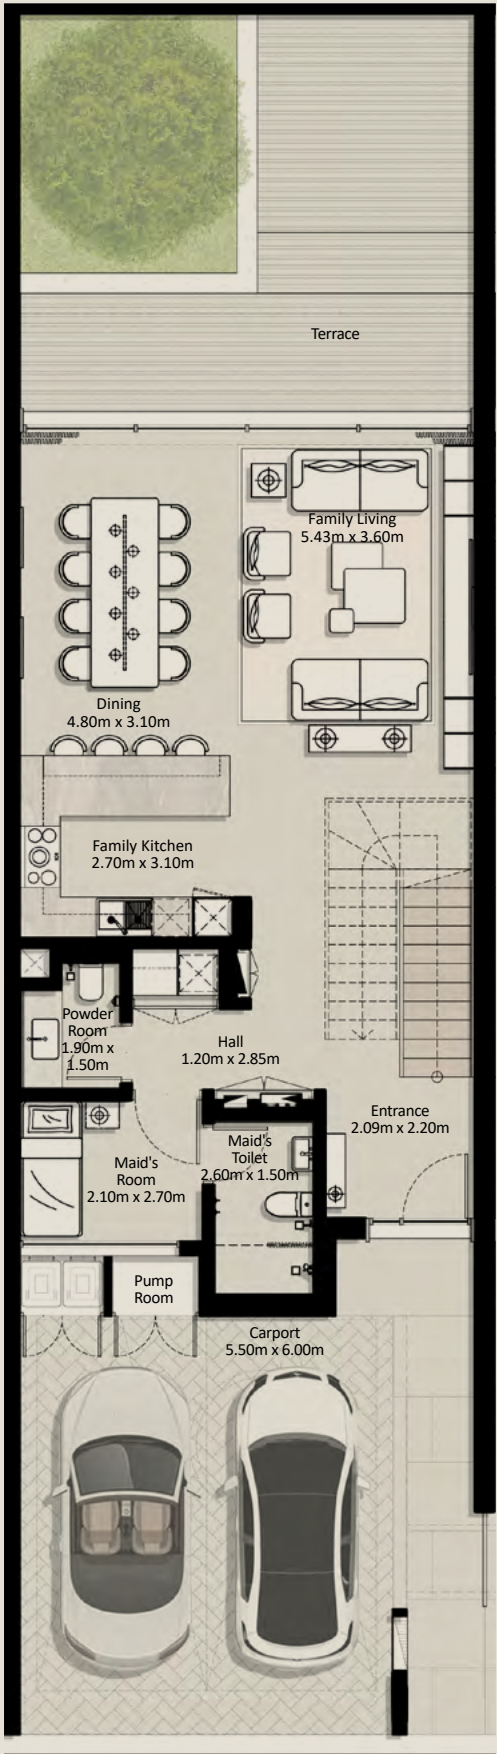 Terrace
Family Living
5.43m x 3.60m
Dining
4.80m x 3.10m
Family Kitchen
2.70m x 3.10m
Powder
Room
1.90m x
1.50m
Hall
1.20m x 2.85m
Entrance
2.09m x 2.20m
Maid's
Toilet
2.60m x 1.50m
Maid's
Room
2.10m x 2.70m
Pump
Room
Carport
5.50m x 6.00m